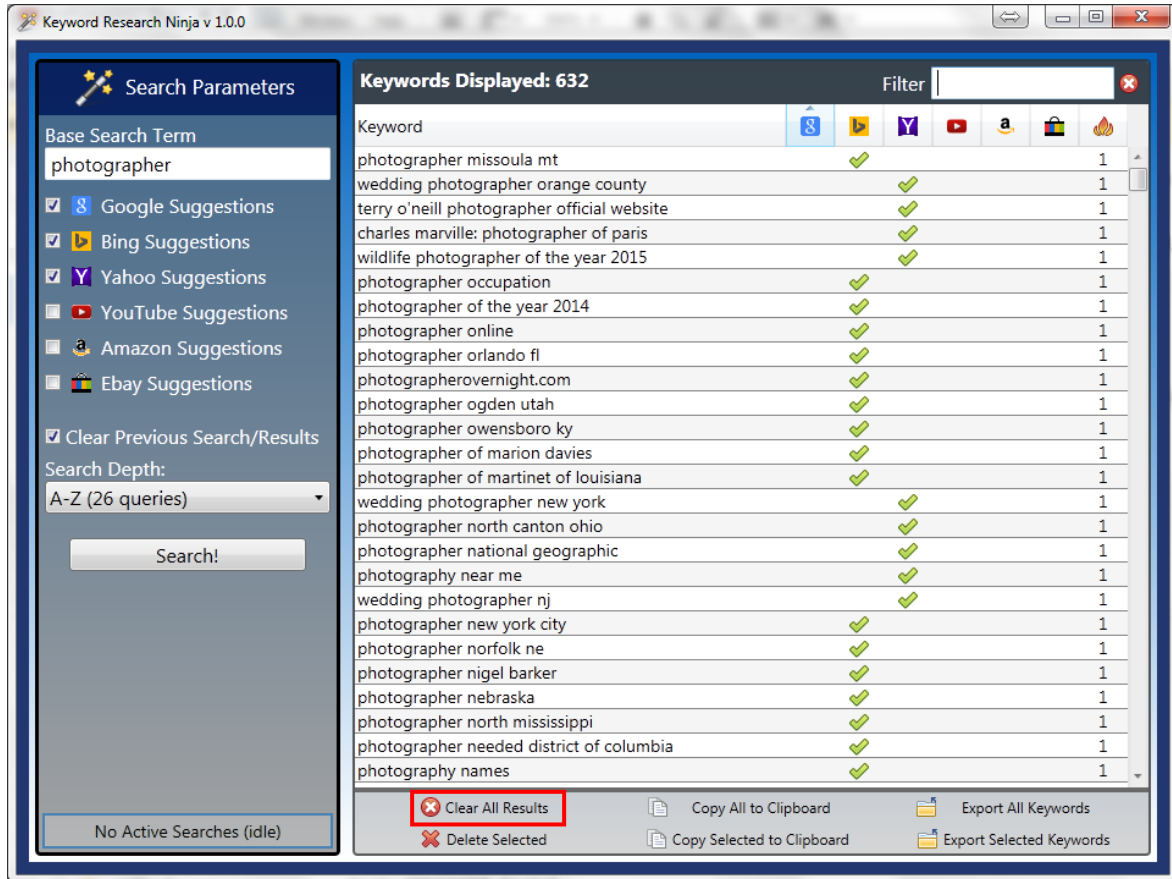 Keyword Research Ninja v 1.0.0
Search Parameters
Base Search Term
photographer
Google Suggestions
Bing Suggestions
Yahoo Suggestions
YouTube Suggestions
Amazon Suggestions
Ebay Suggestions
Clear Previous Search/Results
Search Depth:
A-Z (26 queries)
Search!
No Active Searches (idle)
Keywords Displayed: 632 Filter
Keyword
photographer missoula mt 1
wedding photographer orange county 1
terry o'neill photographer official website 1
charles marville: photographer of paris 1
wildlife photographer of the year 2015 1
photographer occupation 1
photographer of the year 2014 1
photographer online 1
photographer orlando fl 1
photographerovernight.com 1
photographer ogden utah 1
photographer owensboro ky 1
photographer of marion davies 1
photographer of martinet of louisiana 1
wedding photographer new york 1
photographer north canton ohio 1
photographer national geographic 1
photography near me 1
wedding photographer nj 1
photographer new york city 1
photographer norfolk ne 1
photographer nigel barker 1
photographer nebraska 1
photographer north mississippi 1
photographer needed district of columbia 1
photography names 1
Clear All Results Copy All to Clipboard Export All Keywords
Delete Selected Copy Selected to Clipboard Export Selected Keywords